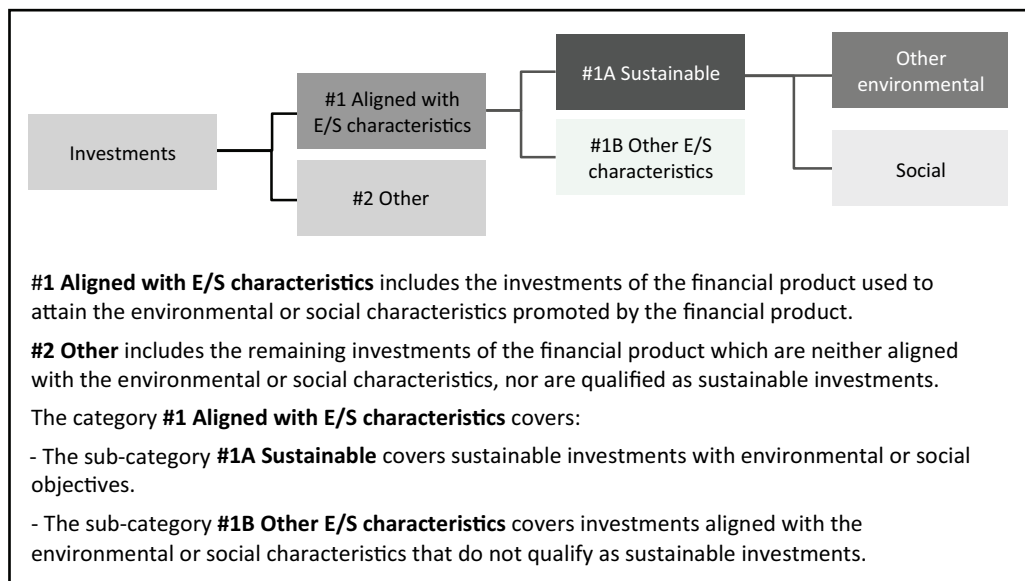 Investments
#1 Aligned with
E/S characteristics
#2 Other
#1A Sustainable
#1B Other E/S
characteristics
Other
environmental
Social
#1 Aligned with E/S characteristics includes the investments of the financial product used to
attain the environmental or social characteristics promoted by the financial product.
#2 Other includes the remaining investments of the financial product which are neither aligned
with the environmental or social characteristics, nor are qualified as sustainable investments.
The category #1 Aligned with E/S characteristics covers:
- The sub-category #1A Sustainable covers sustainable investments with environmental or social
objectives.
- The sub-category #1B Other E/S characteristics covers investments aligned with the
environmental or social characteristics that do not qualify as sustainable investments.